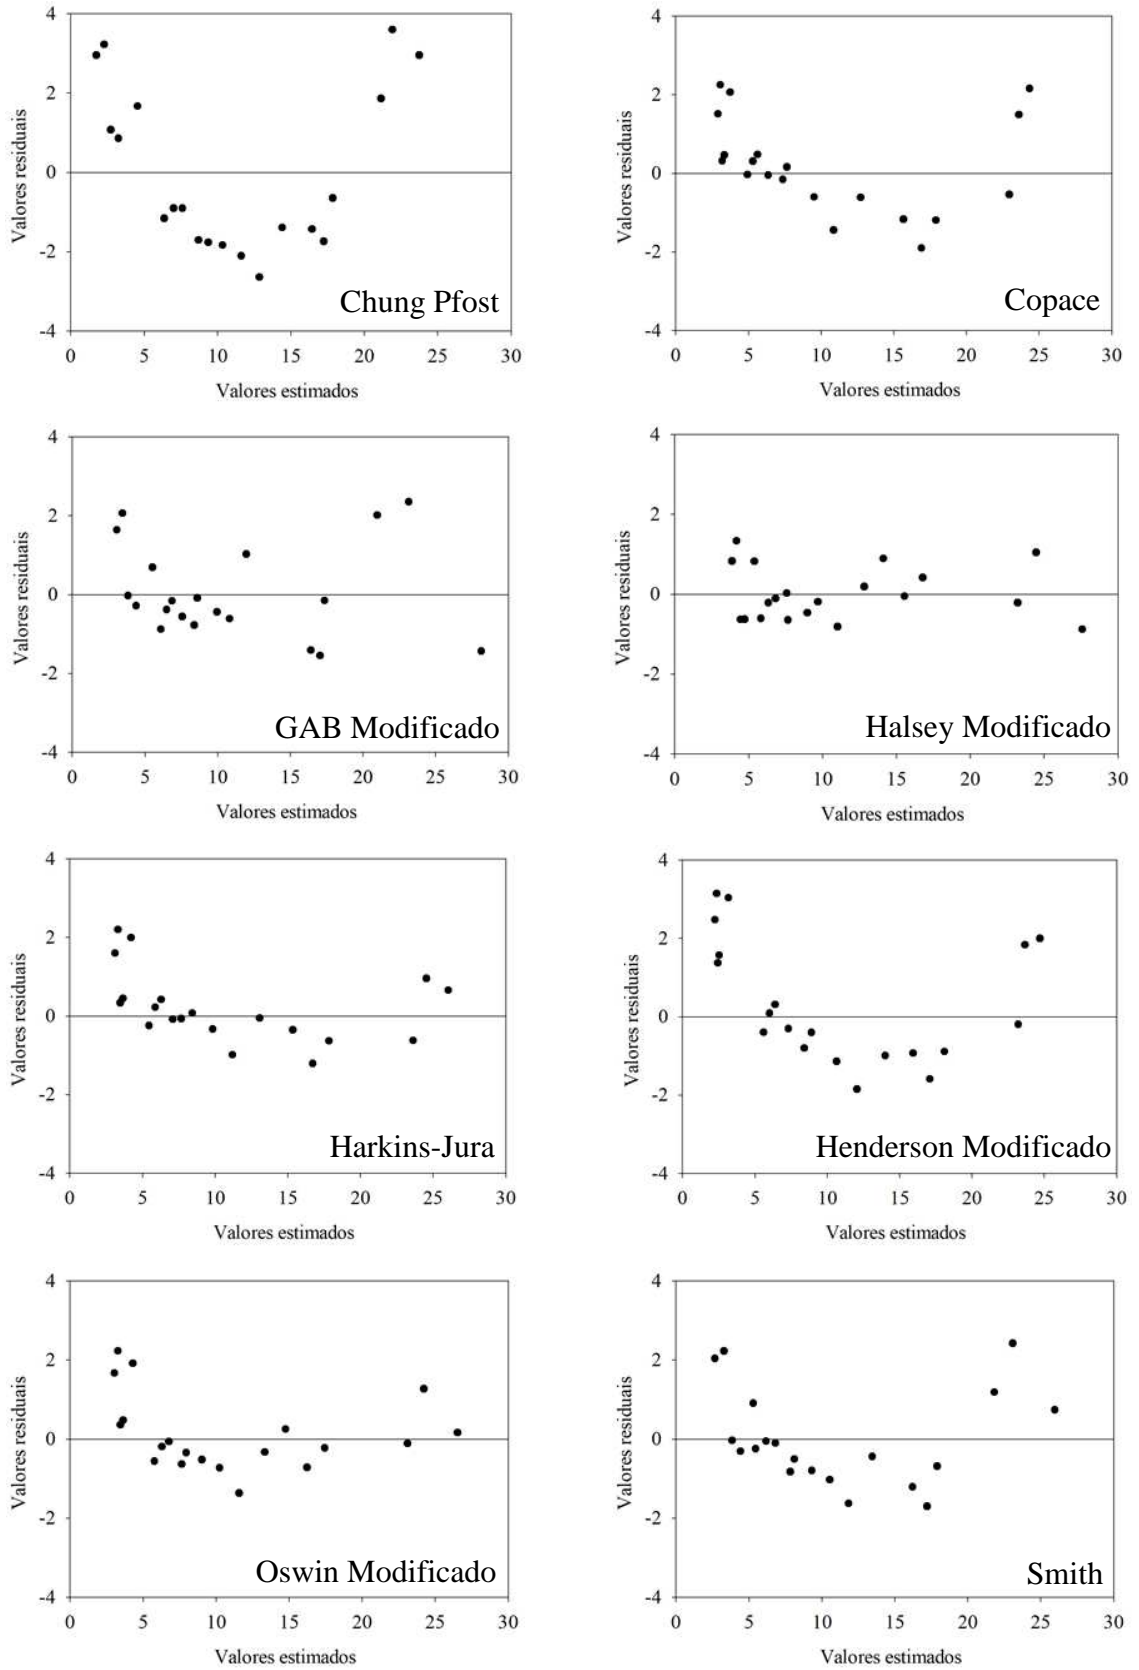 4
2
0
-2
-4
Valores residuais
Chung Pfost
0 5 10 15 20 25 30
Valores estimados
4
2
0
-2
-4
Valores residuais
Copace
0 5 10 15 20 25 30
Valores estimados
4
2
0
-2
-4
Valores residuais
GAB Modificado
0 5 10 15 20 25 30
Valores estimados
4
2
0
-2
-4
Valores residuais
Halsey Modificado
0 5 10 15 20 25 30
Valores estimados
4
2
0
-2
-4
Valores residuais
Harkins-Jura
0 5 10 15 20 25 30
Valores estimados
4
2
0
-2
-4
Valores residuais
Henderson Modificado
0 5 10 15 20 25 30
Valores estimados
4
2
0
-2
-4
Valores residuais
Oswin Modificado
0 5 10 15 20 25 30
Valores estimados
4
2
0
-2
-4
Valores residuais
Smith
0 5 10 15 20 25 30
Valores estimados